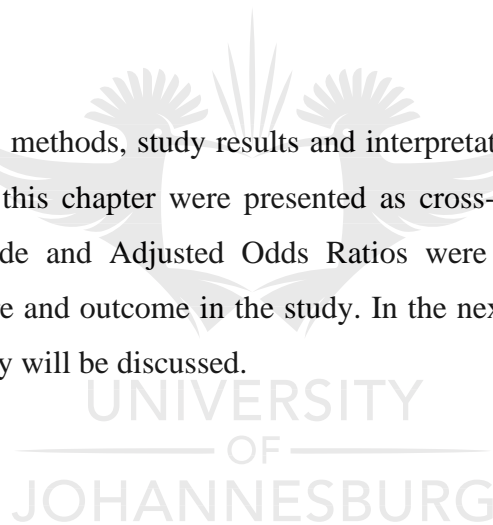 methods, study results and interpretat
this chapter were presented as cross-
de and Adjusted Odds Ratios were
e and outcome in the study. In the nex
y will be discussed.
UNIVERSITY
OF
JOHANNESBURG